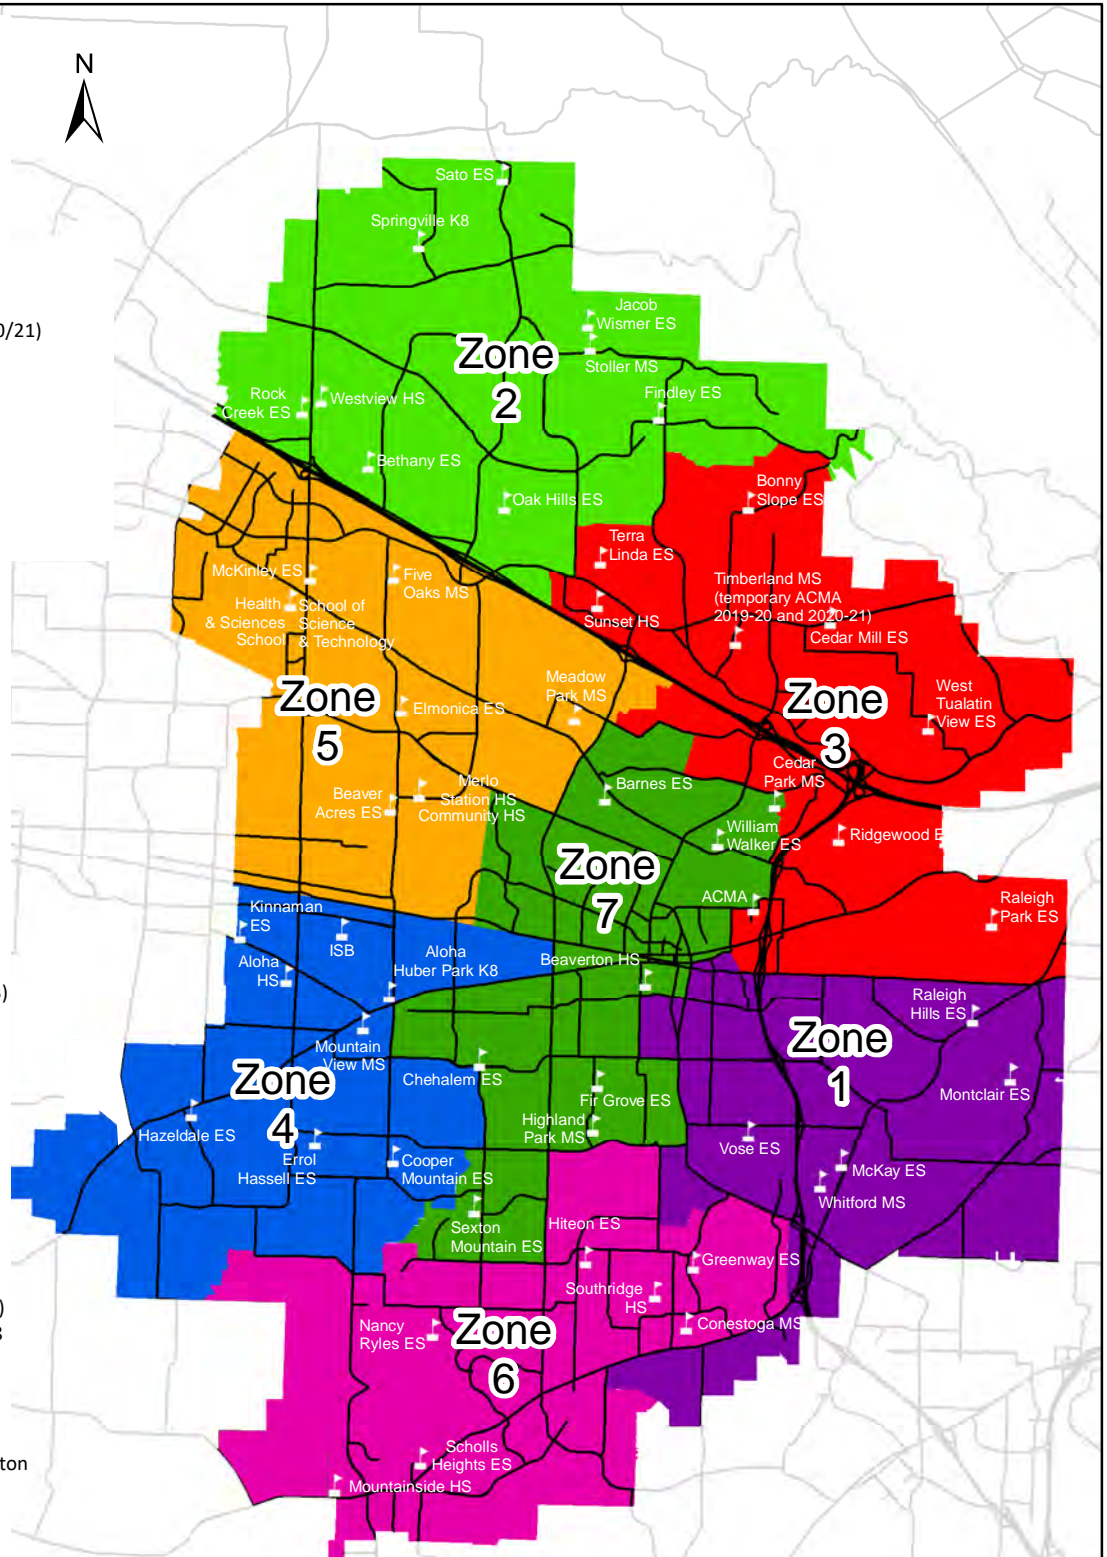 N
0/21)
Sato ES
Springville K8
Jacob
Wismer ES
Stoller MS
Zone
2
Findley ES
Rock
Creek ES
Westview HS
Bethany ES
Oak Hills ES
Bonny
Slope ES
Terra
Linda ES
McKinley ES
Five
Oaks MS
Timberland MS
(temporary ACMA
2019-20 and 2020-21)
Health
& Sciences
School
School of
Science
& Technology
Sunset HS
Cedar Mill ES
Meadow
Park MS
West
Tualatin
View ES
Zone
5
Elmonica ES
Zone
3
Cedar
Park MS
Merlo
Station HS
Community HS
Barnes ES
Beaver
Acres ES
William
Walker ES
Ridgewood E
Zone
7
ACMA
Raleigh
Park ES
Kinnaman
ES
ISB
Aloha
Huber Park K8
Beaverton HS
Aloha
HS
)
Raleigh
Hills ES
Mountain
View MS
Zone
1
Zone
4
Chehalem ES
Fir Grove ES
Montclair ES
Hazeldale ES
Highland
Park MS
Vose ES
Errol
Hassell ES
Cooper
Mountain ES
McKay ES
Whitford MS
Sexton
Mountain ES
Hiteon ES
Greenway ES
Southridge
HS
)
Nancy
Ryles ES
Zone
6
Conestoga MS
Scholls
Heights ES
ton
Mountainside HS